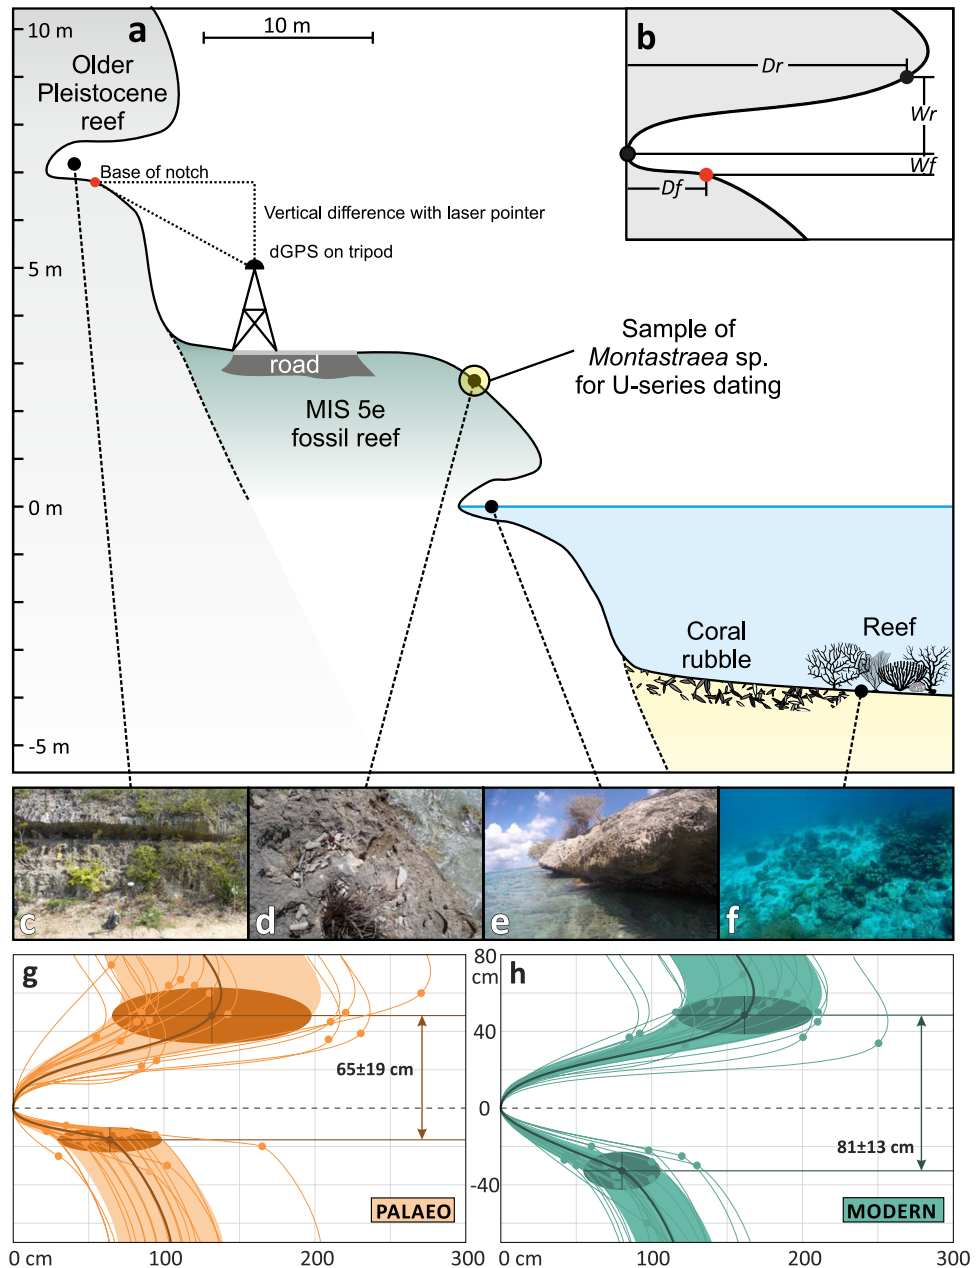 a
10 m
10 m
Older
Pleistocene
reef
b
Dr
Wr
Wf
Df
Base of notch
Vertical difference with laser pointer
dGPS on tripod
5 m
Sample of
Montastraea sp.
for U-series dating
road
MIS 5e
fossil reef
0 m
Coral
rubble
Reef
-5 m
c
d
e
f
g
80
cm
h
40
65±19 cm
0
81±13 cm
-40
PALAEO
MODERN
0 cm
100
200
300
0 cm
100
200
300